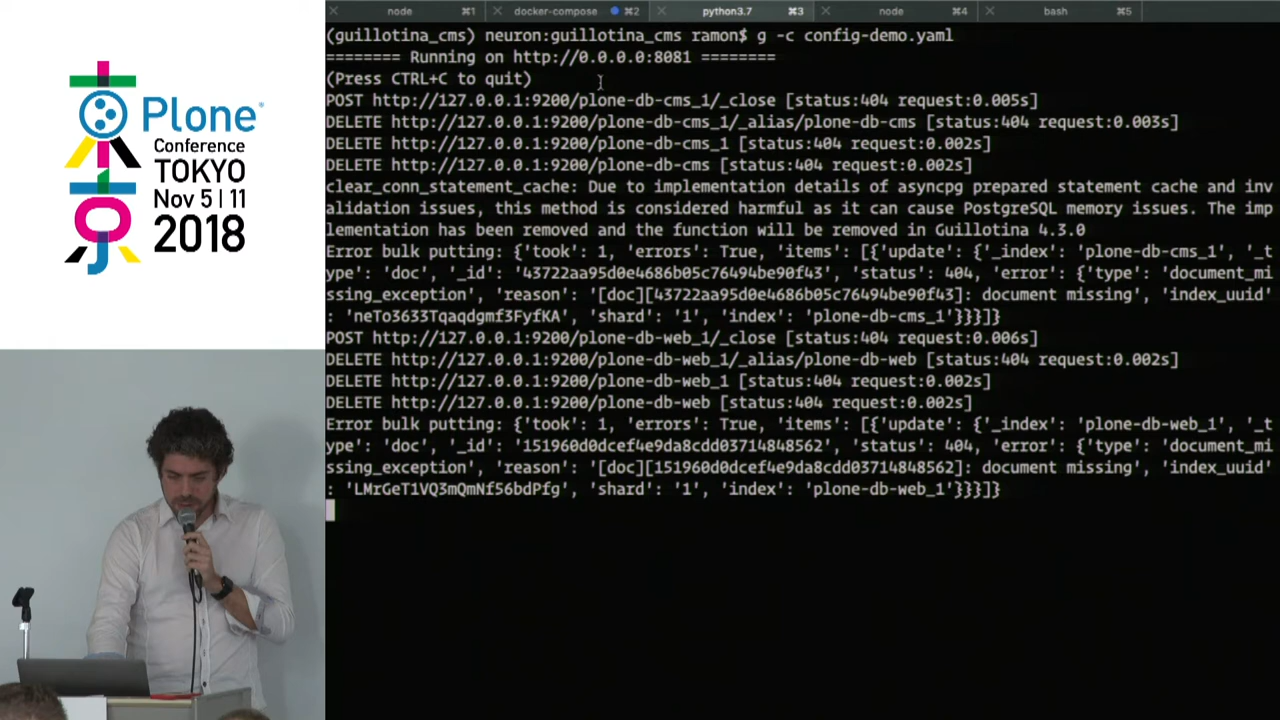 Plone®
Conference
TOKYO
Nov 5 | 11
2018
node ⌘1
docker-compose ⌘2
python3.7 ⌘3
node ⌘4
bash ⌘5
(guillotina_cms) neuron:guillotina_cms ramon$ g -c config-demo.yaml
======== Running on http://0.0.0.0:8081 ========
(Press CTRL+C to quit)
POST http://127.0.0.1:9200/plone-db-cms_1/_close [status:404 request:0.005s]
DELETE http://127.0.0.1:9200/plone-db-cms_1/_alias/plone-db-cms [status:404 request:0.003s]
DELETE http://127.0.0.1:9200/plone-db-cms_1 [status:404 request:0.002s]
DELETE http://127.0.0.1:9200/plone-db-cms [status:404 request:0.002s]
clear_conn_statement_cache: Due to implementation details of asyncpg prepared statement cache and inv
alidation issues, this method is considered harmful as it can cause PostgreSQL memory issues. The imp
lementation has been removed and the function will be removed in Guillotina 4.3.0
Error bulk putting: {'took': 1, 'errors': True, 'items': [{'update': {'_index': 'plone-db-cms_1', '_t
ype': 'doc', '_id': '43722aa95d0e4686b05c76494be90f43', 'status': 404, 'error': {'type': 'document_mi
ssing_exception', 'reason': '[doc][43722aa95d0e4686b05c76494be90f43]: document missing', 'index_uuid'
: 'neTo3633Tqaqdgmf3FyfKA', 'shard': '1', 'index': 'plone-db-cms_1'}}}]}
POST http://127.0.0.1:9200/plone-db-web_1/_close [status:404 request:0.006s]
DELETE http://127.0.0.1:9200/plone-db-web_1/_alias/plone-db-web [status:404 request:0.002s]
DELETE http://127.0.0.1:9200/plone-db-web_1 [status:404 request:0.002s]
DELETE http://127.0.0.1:9200/plone-db-web [status:404 request:0.002s]
Error bulk putting: {'took': 1, 'errors': True, 'items': [{'update': {'_index': 'plone-db-web_1', '_t
ype': 'doc', '_id': '151960d0dcef4e9da8cdd03714848562', 'status': 404, 'error': {'type': 'document_mi
ssing_exception', 'reason': '[doc][151960d0dcef4e9da8cdd03714848562]: document missing', 'index_uuid'
: 'LMrGeT1VQ3mQmNf56bdPfg', 'shard': '1', 'index': 'plone-db-web_1'}}}]}